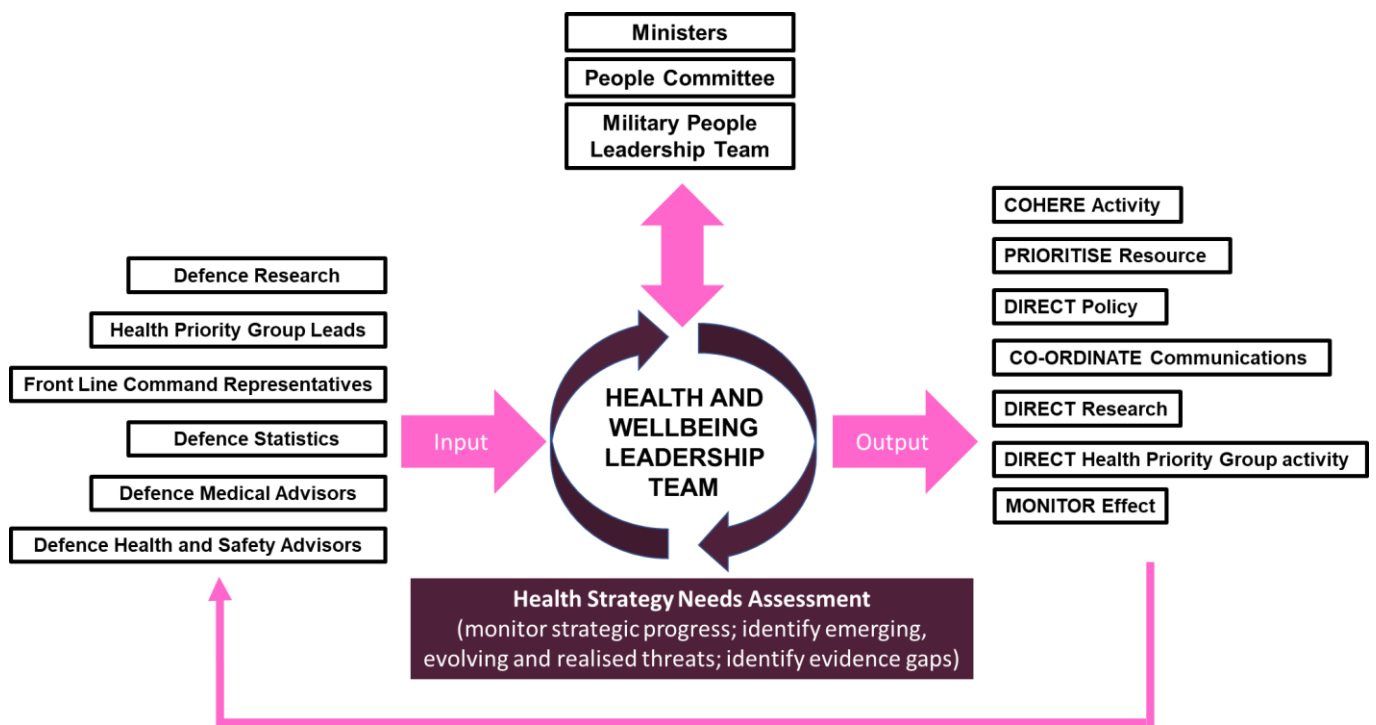 Ministers
People Committee
Military People
Leadership Team
Defence Research
Health Priority Group Leads
Front Line Command Representatives
Defence Statistics
Defence Medical Advisors
Defence Health and Safety Advisors
Input
HEALTH AND
WELLBEING
LEADERSHIP
TEAM
Output
COHERE Activity
PRIORITISE Resource
DIRECT Policy
CO-ORDINATE Communications
DIRECT Research
DIRECT Health Priority Group activity
MONITOR Effect
Health Strategy Needs Assessment
(monitor strategic progress; identify emerging,
evolving and realised threats; identify evidence gaps)